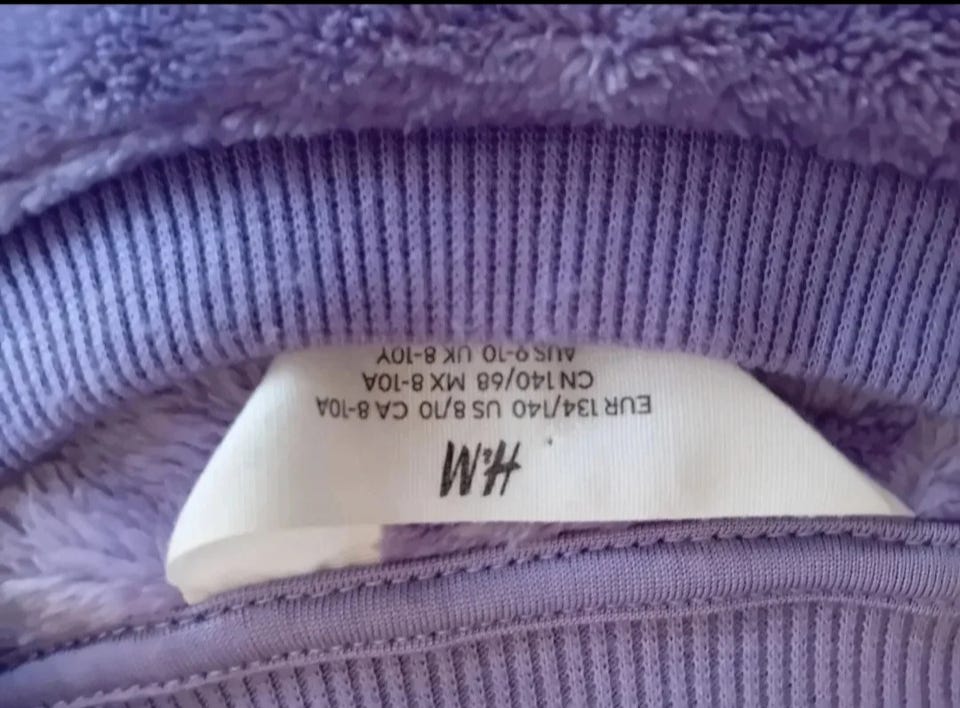 H&M
EUR 134/140 US 8/10 CA 8-10A
CN 140/68 MX 8-10A
AUS 9-10 UK 8-10Y